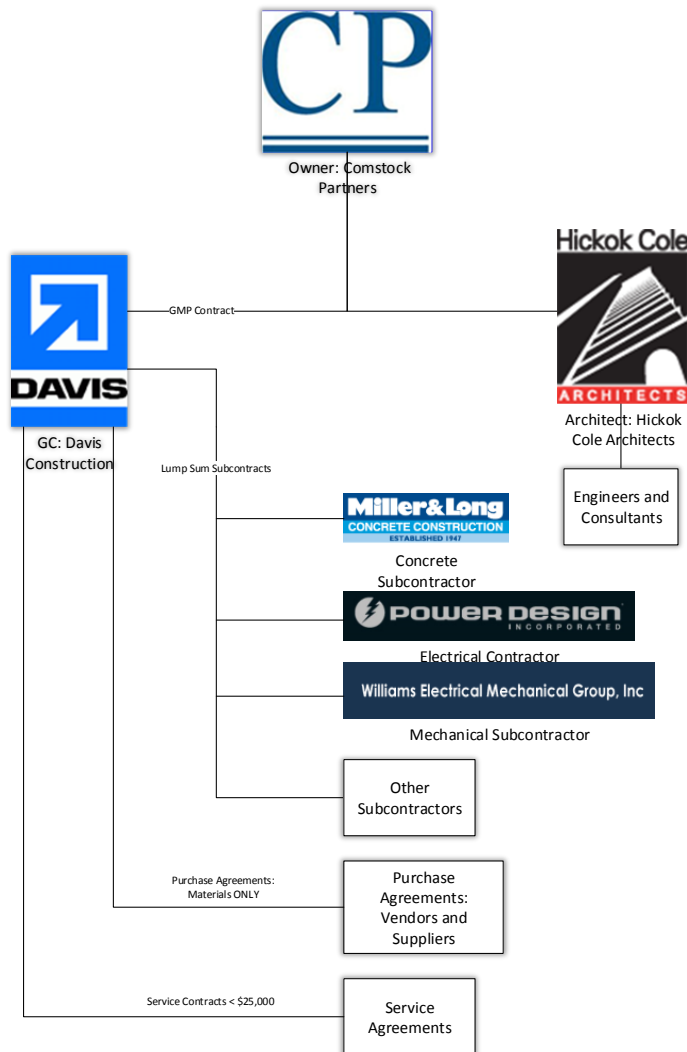 CP
Owner: Comstock
Partners
Hickok Cole
ARCHITECTS
GMP Contract
DAVIS
GC: Davis
Construction
Architect: Hickok
Cole Architects
Lump Sum Subcontracts
Engineers and
Consultants
Miller & Long
CONCRETE CONSTRUCTION
ESTABLISHED 1947
Concrete
Subcontractor
POWER DESIGN
INCORPORATED
Electrical Contractor
Williams Electrical Mechanical Group, Inc
Mechanical Subcontractor
Other
Subcontractors
Purchase Agreements:
Materials ONLY
Purchase
Agreements:
Vendors and
Suppliers
Service Contracts < $25,000
Service
Agreements